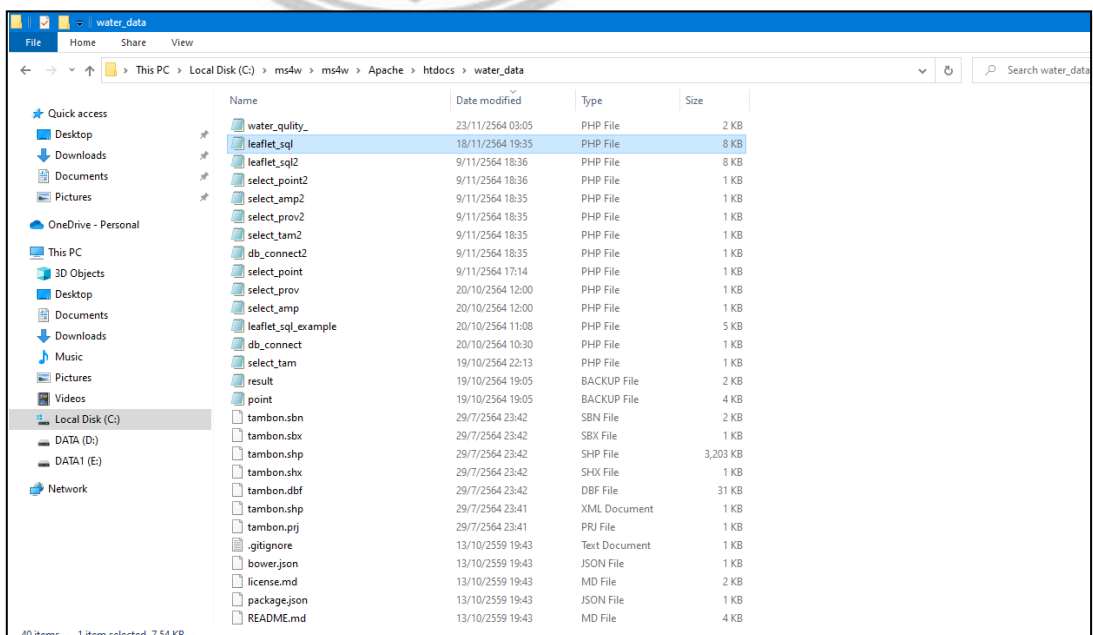 water_data
File Home Share View
This PC > Local Disk (C:) > ms4w > ms4w > Apache > htdocs > water_data
Search water_data
Quick access
Desktop
Downloads
Documents
Pictures
OneDrive - Personal
This PC
3D Objects
Desktop
Documents
Downloads
Music
Pictures
Videos
Local Disk (C:)
DATA (D:)
DATA1 (E:)
Network
Name Date modified Type Size
water_qulity_ 23/11/2564 03:05 PHP File 2 KB
leaflet_sql 18/11/2564 19:35 PHP File 8 KB
leaflet_sql2 9/11/2564 18:36 PHP File 8 KB
select_point2 9/11/2564 18:36 PHP File 1 KB
select_amp2 9/11/2564 18:35 PHP File 1 KB
select_prov2 9/11/2564 18:35 PHP File 1 KB
select_tam2 9/11/2564 18:35 PHP File 1 KB
db_connect2 9/11/2564 18:35 PHP File 1 KB
select_point 9/11/2564 17:14 PHP File 1 KB
select_prov 20/10/2564 12:00 PHP File 1 KB
select_amp 20/10/2564 12:00 PHP File 1 KB
leaflet_sql_example 20/10/2564 11:08 PHP File 5 KB
db_connect 20/10/2564 10:30 PHP File 1 KB
select_tam 19/10/2564 22:13 PHP File 1 KB
result 19/10/2564 19:05 BACKUP File 2 KB
point 19/10/2564 19:05 BACKUP File 4 KB
tambon.sbn 29/7/2564 23:42 SBN File 2 KB
tambon.sbx 29/7/2564 23:42 SBX File 1 KB
tambon.shp 29/7/2564 23:42 SHP File 3,203 KB
tambon.shx 29/7/2564 23:42 SHX File 1 KB
tambon.dbf 29/7/2564 23:42 DBF File 31 KB
tambon.shp 29/7/2564 23:41 XML Document 1 KB
tambon.prj 29/7/2564 23:41 PRJ File 1 KB
.gitignore 13/10/2559 19:43 Text Document 1 KB
bower.json 13/10/2559 19:43 JSON File 1 KB
license.md 13/10/2559 19:43 MD File 2 KB
package.json 13/10/2559 19:43 JSON File 1 KB
README.md 13/10/2559 19:43 MD File 4 KB
40 items 1 item selected 7.54 KB